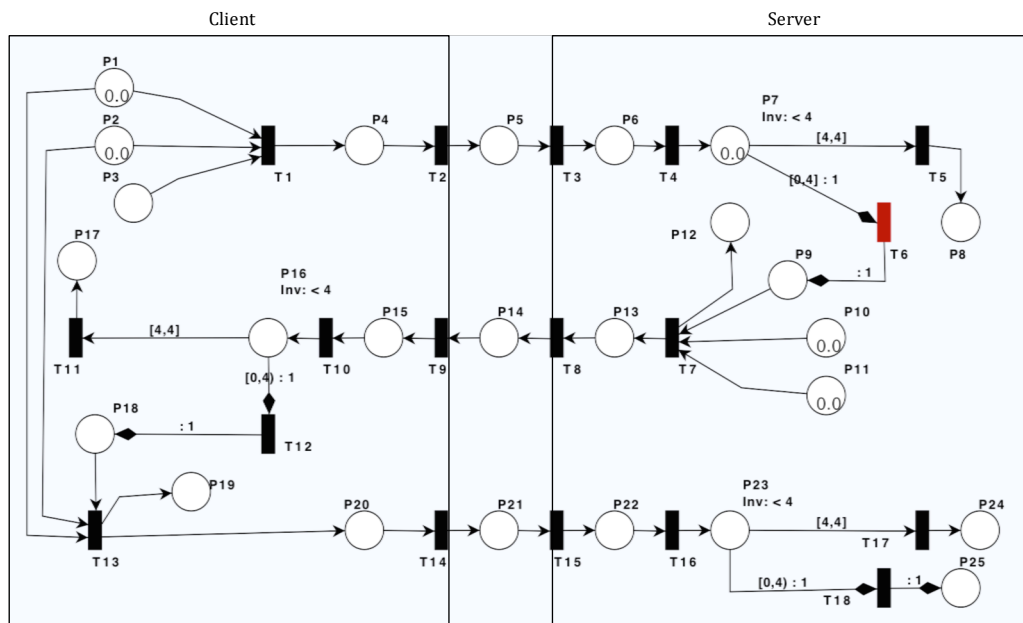 Client
Server
P1
0.0
P2
0.0
P3
T1
P4
T2
P5
T3
P6
T4
P7
Inv: < 4
0.0
[4,4]
T5
[0,4] : 1
T6
P8
P12
P9
: 1
P17
P16
Inv: < 4
P15
P14
P13
P10
0.0
[4,4]
T11
T10
T9
T8
T7
P11
0.0
[0,4) : 1
P18
: 1
T12
P19
P20
P21
P22
P23
Inv: < 4
P24
[4,4]
T17
T13
T14
T15
T16
P25
[0,4) : 1
T18
: 1